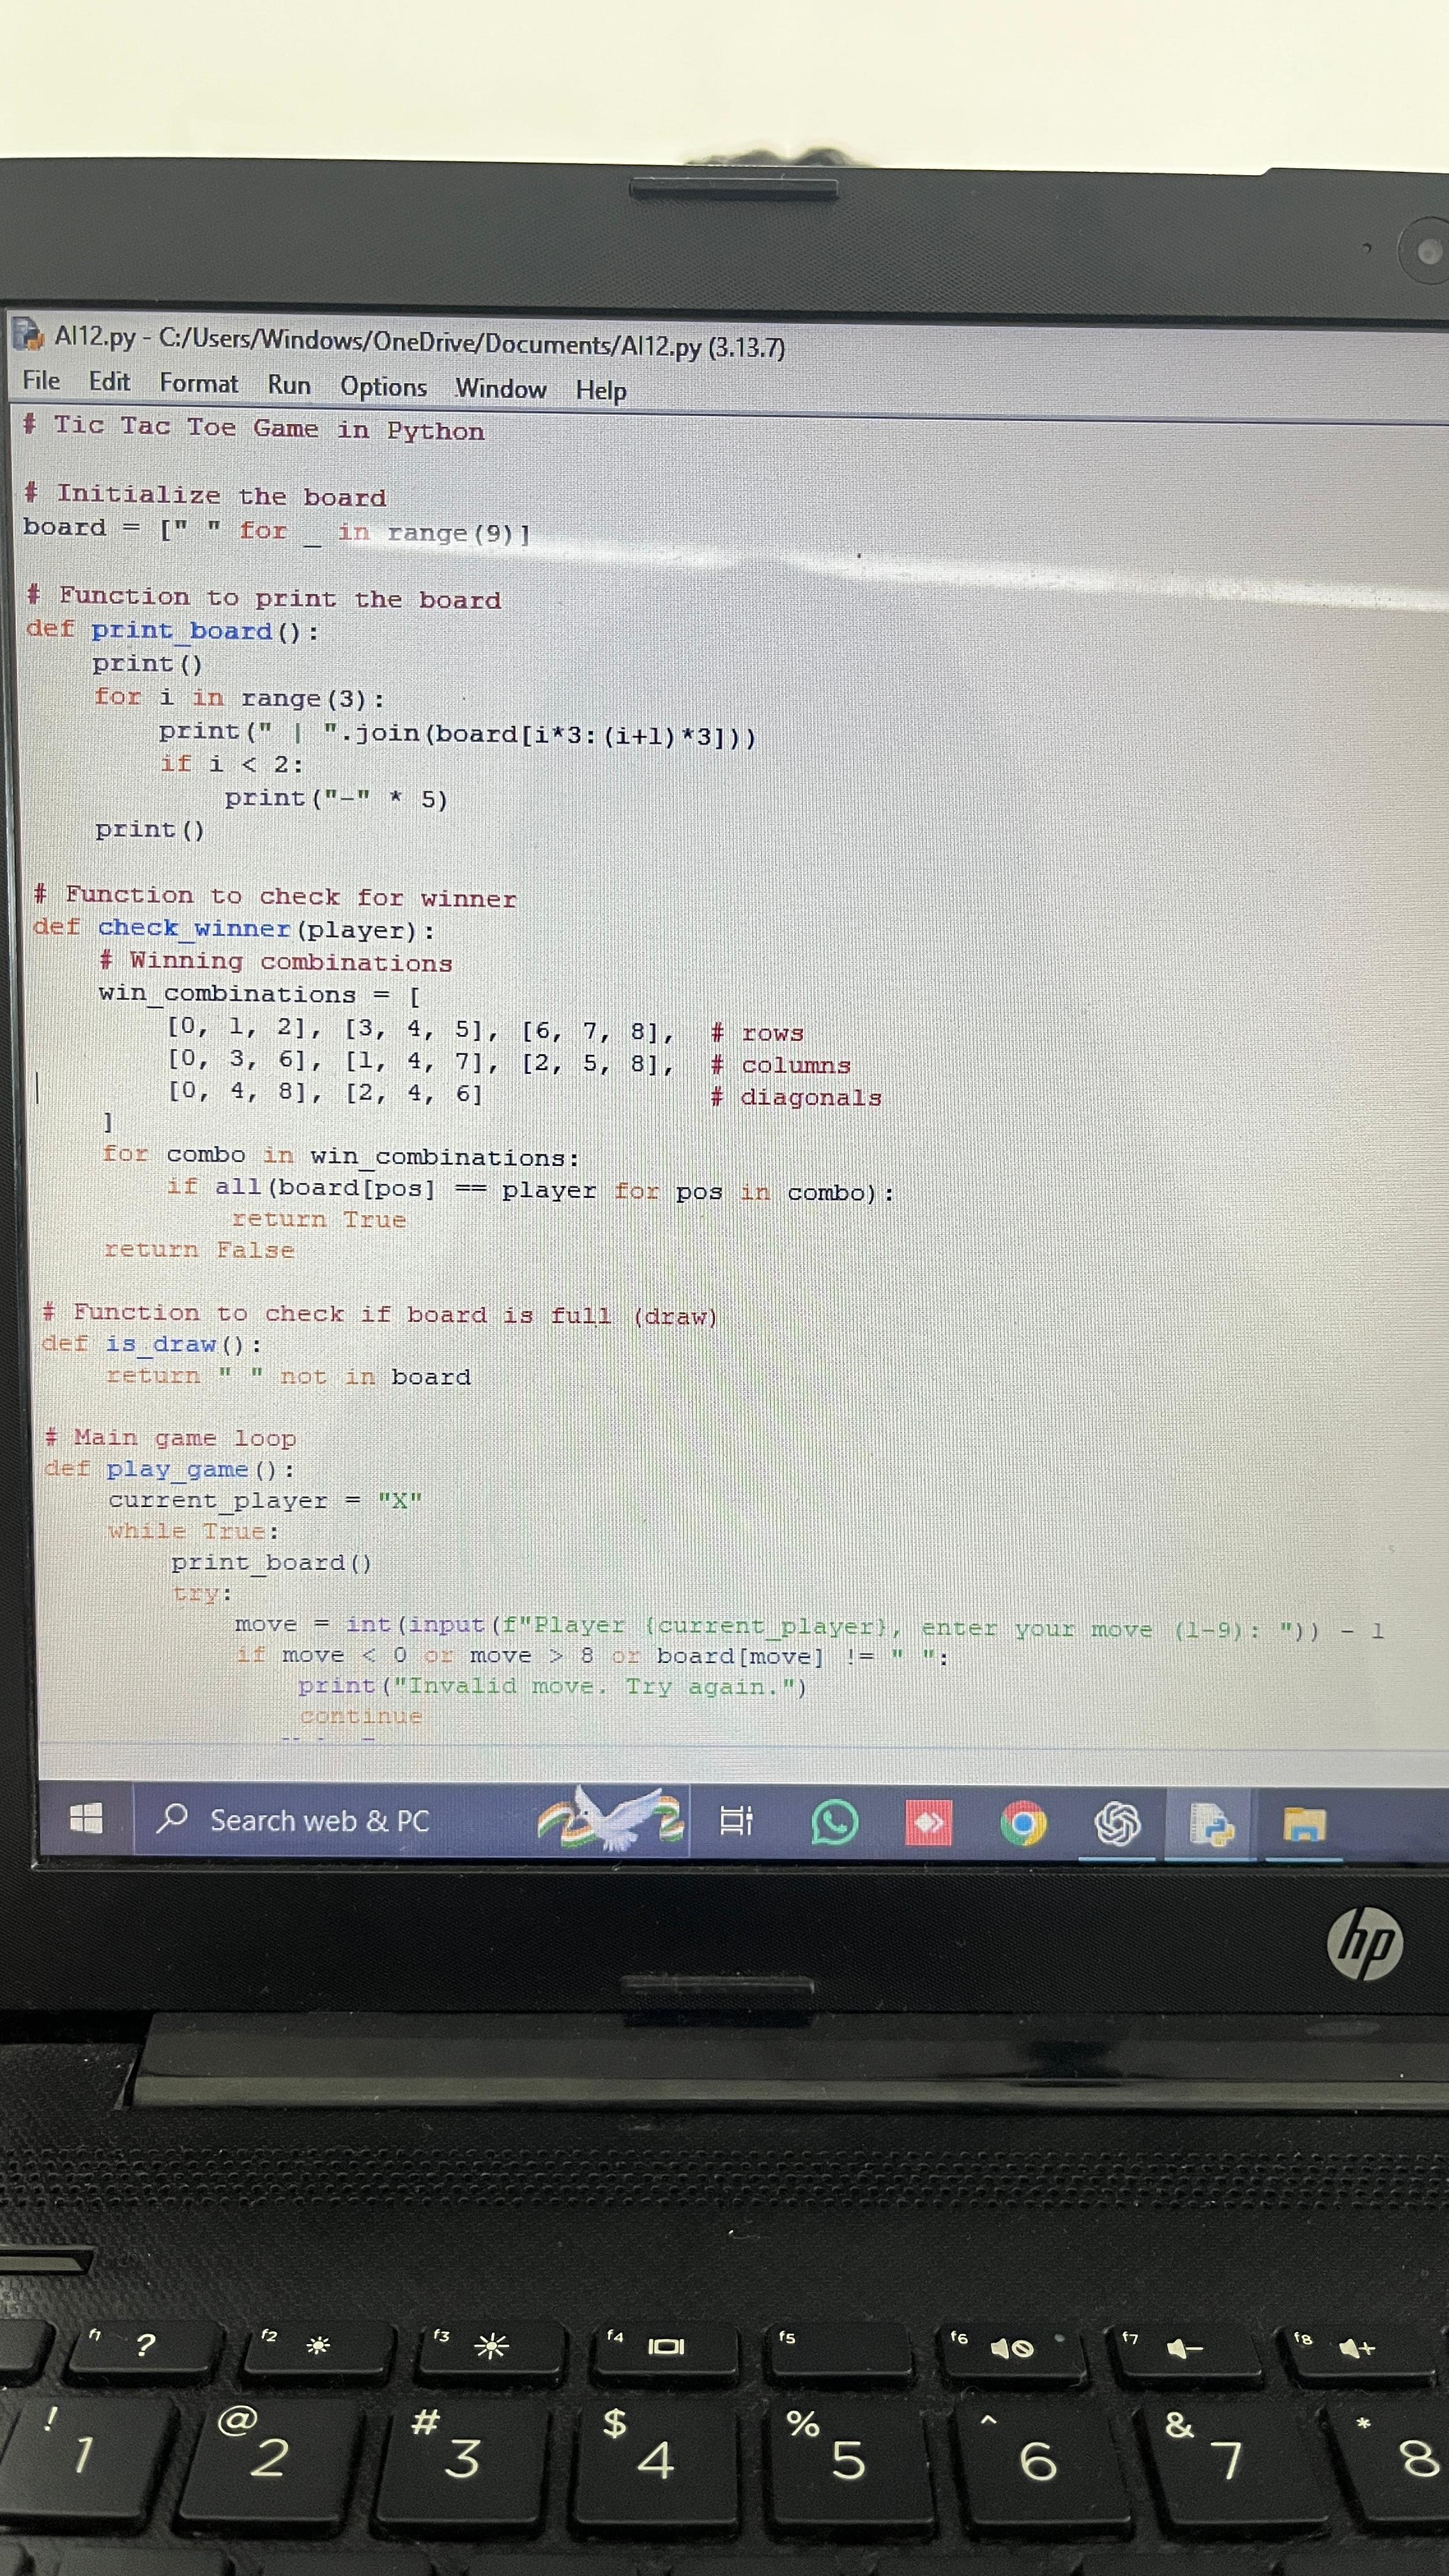 AI12.py - C:/Users/Windows/OneDrive/Documents/AI12.py (3.13.7)
File Edit Format Run Options Window Help
# Tic Tac Toe Game in Python

# Initialize the board
board = [" " for _ in range(9)]

# Function to print the board
def print_board():
    print()
    for i in range(3):
        print(" | ".join(board[i*3:(i+1)*3]))
        if i < 2:
            print("-" * 5)
    print()

# Function to check for winner
def check_winner(player):
    # Winning combinations
    win_combinations = [
        [0, 1, 2], [3, 4, 5], [6, 7, 8],  # rows
        [0, 3, 6], [1, 4, 7], [2, 5, 8],  # columns
        [0, 4, 8], [2, 4, 6]              # diagonals
    ]
    for combo in win_combinations:
        if all(board[pos] == player for pos in combo):
            return True
    return False

# Function to check if board is full (draw)
def is_draw():
    return " " not in board

# Main game loop
def play_game():
    current_player = "X"
    while True:
        print_board()
        try:
            move = int(input(f"Player {current_player}, enter your move (1-9): ")) - 1
            if move < 0 or move > 8 or board[move] != " ":
                print("Invalid move. Try again.")
                continue
Search web & PC
hp
f1 ? f2 f3 f4 f5 f6 f7 f8
! 1 @ 2 # 3 $ 4 % 5 ^ 6 & 7 * 8